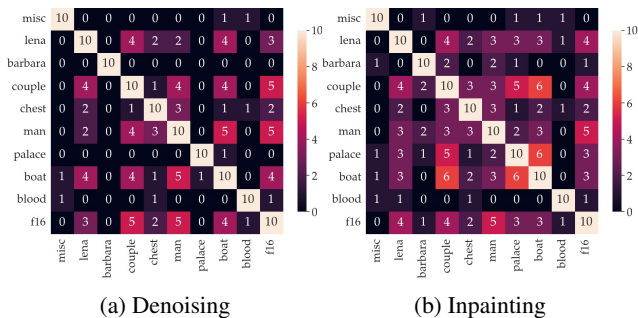 misc 10 0 0 0 0 0 0 1 1 0
lena 0 10 0 4 2 2 0 4 0 3
barbara 0 0 10 0 0 0 0 0 0 0
couple 0 4 0 10 1 4 0 4 0 5
chest 0 2 0 1 10 3 0 1 1 2
man 0 2 0 4 3 10 0 5 0 5
palace 0 0 0 0 0 0 10 1 0 0
boat 1 4 0 4 1 5 1 10 0 4
blood 1 0 0 0 1 0 0 0 10 1
f16 0 3 0 5 2 5 0 4 1 10
misc lena barbara couple chest man palace boat blood f16
10
8
6
4
2
0
(a) Denoising
misc 10 0 1 0 0 0 1 1 1 0
lena 0 10 0 4 2 3 3 3 1 4
barbara 1 0 10 2 0 2 1 0 0 1
couple 0 4 2 10 3 3 5 6 0 4
chest 0 2 0 3 10 3 1 2 1 2
man 0 3 2 3 3 10 2 3 0 5
palace 1 3 1 5 1 2 10 6 0 3
boat 1 3 0 6 2 3 6 10 0 3
blood 1 1 0 0 1 0 0 0 10 1
f16 0 4 1 4 2 5 3 3 1 10
misc lena barbara couple chest man palace boat blood f16
10
8
6
4
2
0
(b) Inpainting